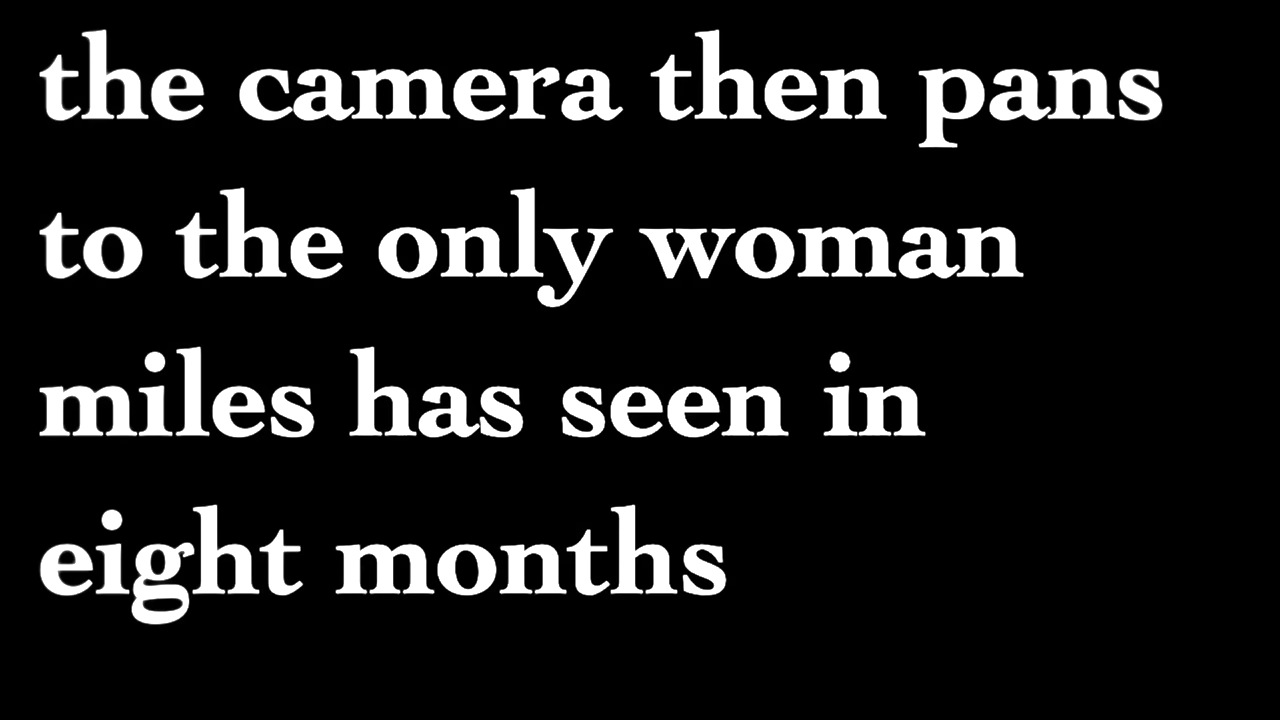 the camera then pans
to the only woman
miles has seen in
eight months